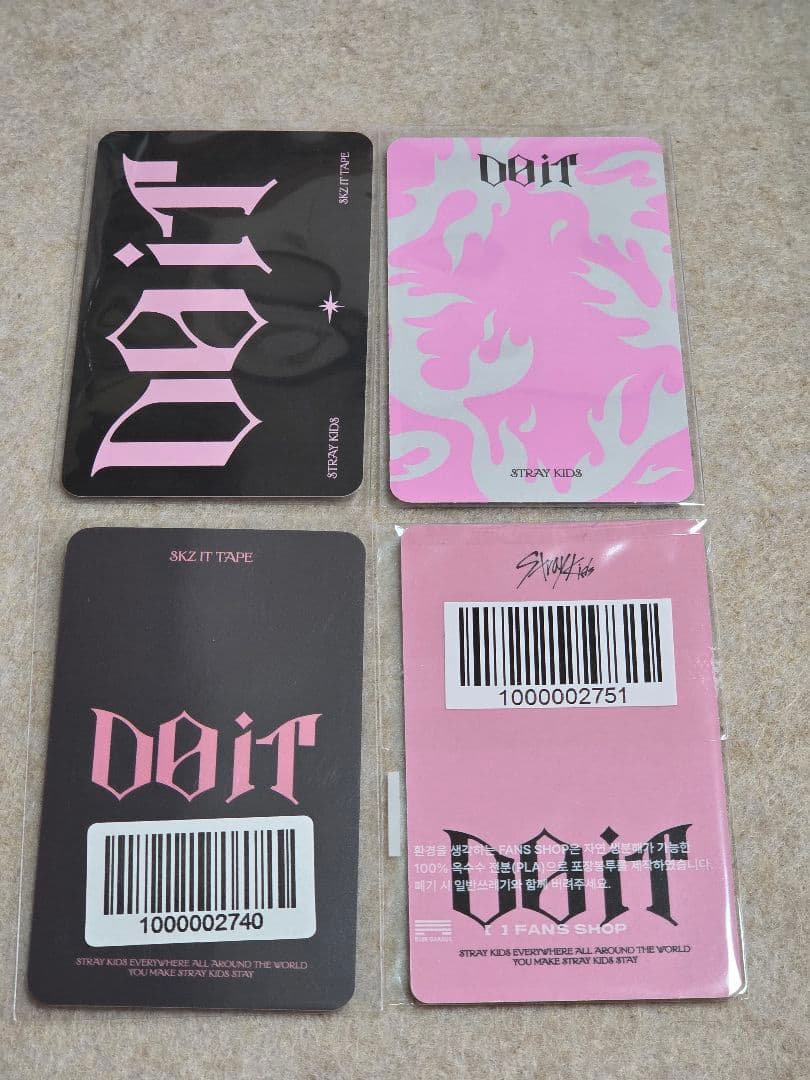 DO iT
SKZ IT TAPE
STRAY KIDS
DO iT
STRAY KIDS
SKZ IT TAPE
DO iT
1000002740
STRAY KIDS EVERYWHERE ALL AROUND THE WORLD
YOU MAKE STRAY KIDS STAY
Stray Kids
1000002751
DO iT
환경을 생각하는 FANS SHOP은 자연 생분해가 가능한
100% 옥수수 전분(PLA)으로 포장봉투를 제작하였습니다.
폐기 시 일반쓰레기와 함께 버려주세요.
[ ] FANS SHOP
STRAY KIDS EVERYWHERE ALL AROUND THE WORLD
YOU MAKE STRAY KIDS STAY